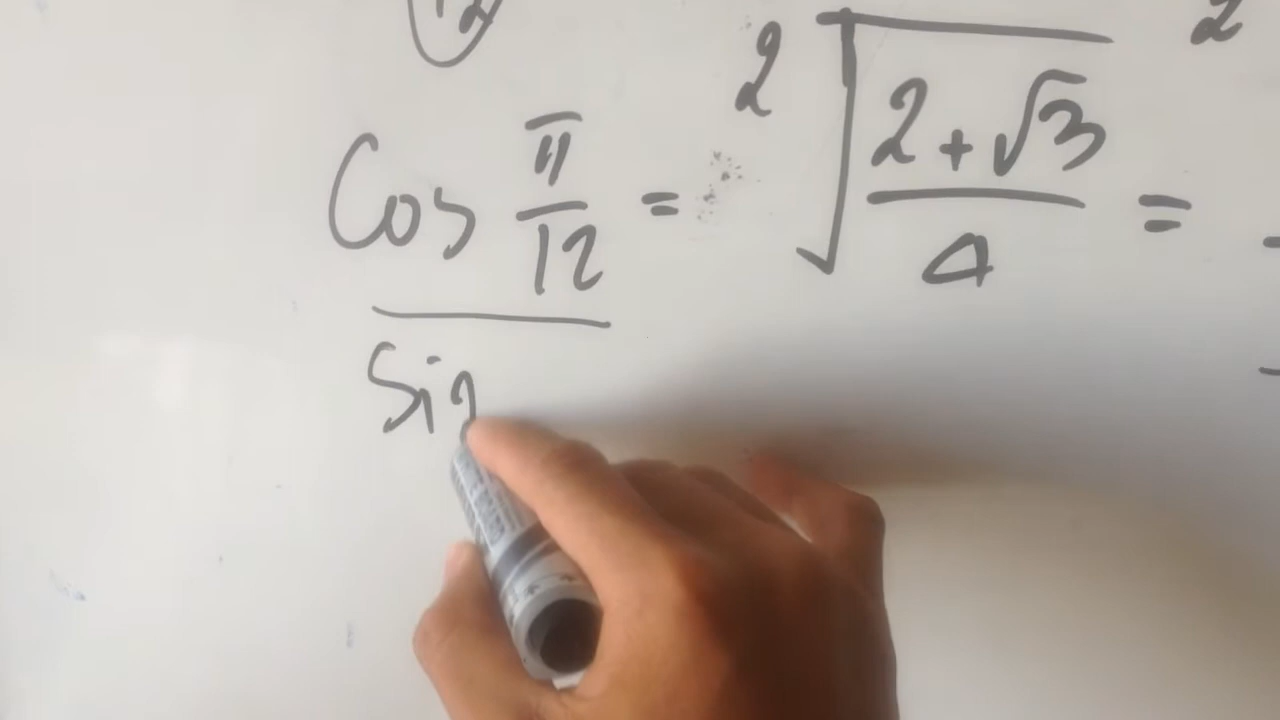 Cos π/12 = ²√((2+√3)/4) =
Sin